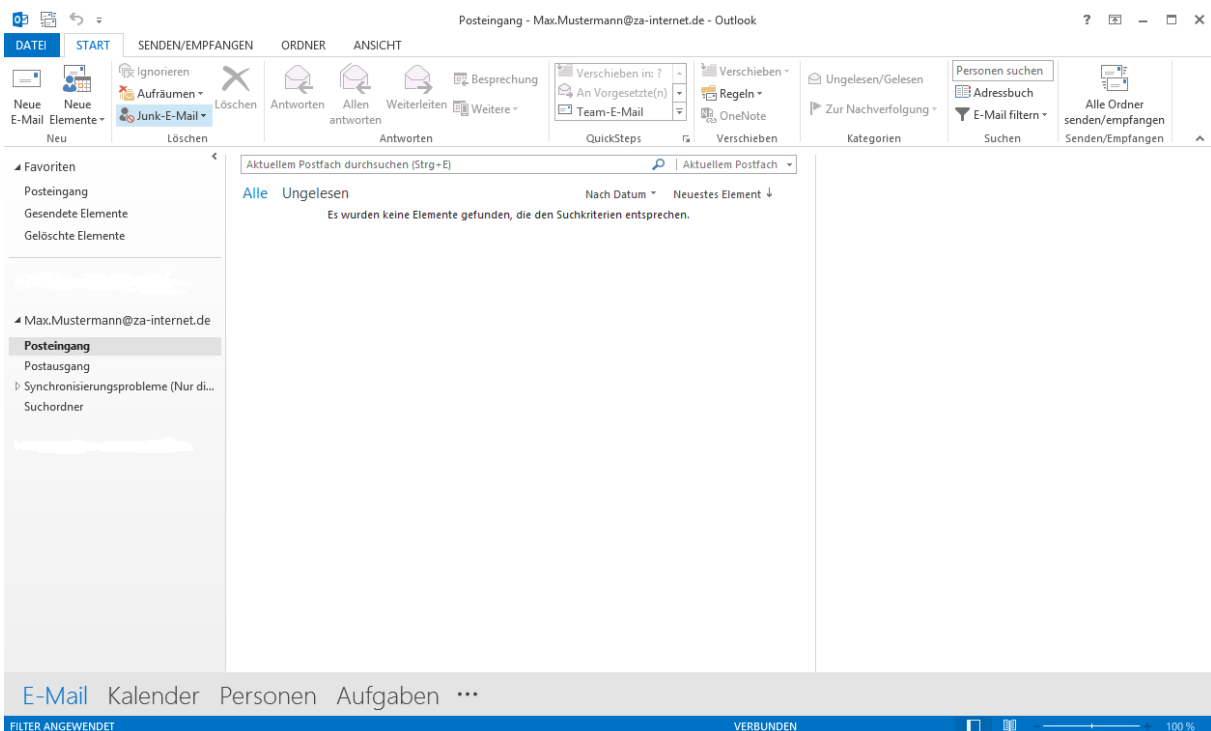 Posteingang - Max.Mustermann@za-internet.de - Outlook
?
DATEI START SENDEN/EMPFANGEN ORDNER ANSICHT
Neue E-Mail
Neue Elemente
Neu
Ignorieren
Aufräumen
Junk-E-Mail
Löschen
Löschen
Antworten
Allen antworten
Weiterleiten
Besprechung
Weitere
Antworten
Verschieben in: ?
An Vorgesetzte(n)
Team-E-Mail
QuickSteps
Verschieben
Regeln
OneNote
Verschieben
Ungelesen/Gelesen
Zur Nachverfolgung
Kategorien
Personen suchen
Adressbuch
E-Mail filtern
Suchen
Alle Ordner
senden/empfangen
Senden/Empfangen
Favoriten
Posteingang
Gesendete Elemente
Gelöschte Elemente
Max.Mustermann@za-internet.de
Posteingang
Postausgang
Synchronisierungsprobleme (Nur di...
Suchordner
Aktuellem Postfach durchsuchen (Strg+E) Aktuellem Postfach
Alle Ungelesen Nach Datum Neuestes Element
Es wurden keine Elemente gefunden, die den Suchkriterien entsprechen.
E-Mail Kalender Personen Aufgaben ...
FILTER ANGEWENDET VERBUNDEN 100 %